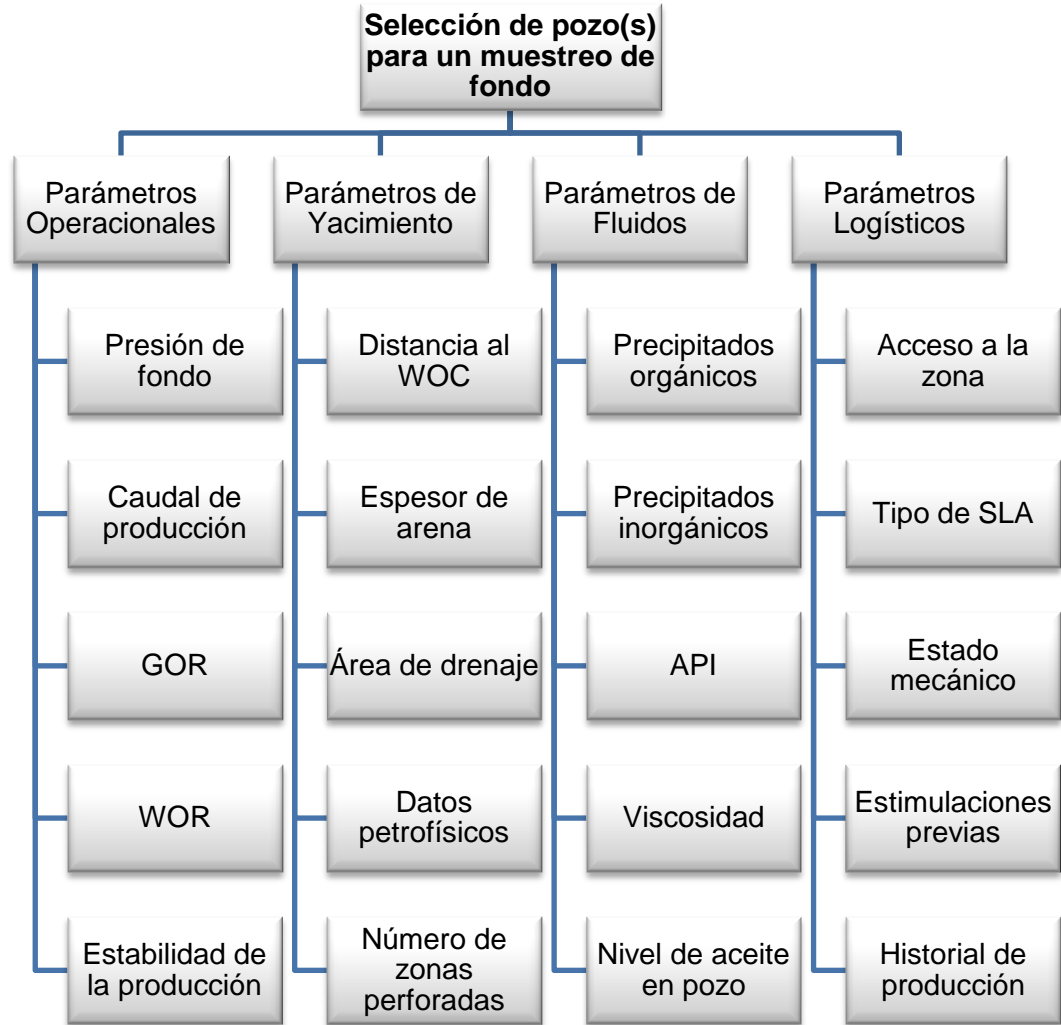 Selección de pozo(s)
para un muestreo de
fondo
Parámetros
Operacionales
Parámetros de
Yacimiento
Parámetros de
Fluidos
Parámetros
Logísticos
Presión de
fondo
Distancia al
WOC
Precipitados
orgánicos
Acceso a la
zona
Caudal de
producción
Espesor de
arena
Precipitados
inorgánicos
Tipo de SLA
GOR
Área de drenaje
API
Estado
mecánico
WOR
Datos
petrofísicos
Viscosidad
Estimulaciones
previas
Estabilidad de
la producción
Número de
zonas
perforadas
Nivel de aceite
en pozo
Historial de
producción